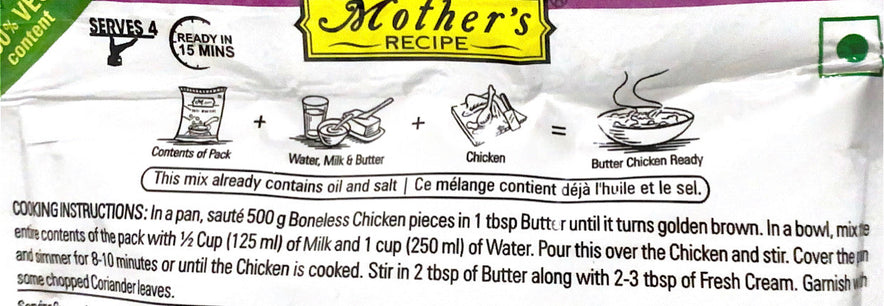 0% VEG
content
SERVES 4
READY IN
15 MINS
Mother's
RECIPE
Contents of Pack
+
Water, Milk & Butter
+
Chicken
=
Butter Chicken Ready
This mix already contains oil and salt | Ce mélange contient déjà l'huile et le sel.
COOKING INSTRUCTIONS: In a pan, sauté 500 g Boneless Chicken pieces in 1 tbsp Butter until it turns golden brown. In a bowl, mix the
entire contents of the pack with ½ Cup (125 ml) of Milk and 1 cup (250 ml) of Water. Pour this over the Chicken and stir. Cover the pan
and simmer for 8-10 minutes or until the Chicken is cooked. Stir in 2 tbsp of Butter along with 2-3 tbsp of Fresh Cream. Garnish with
some chopped Coriander leaves.